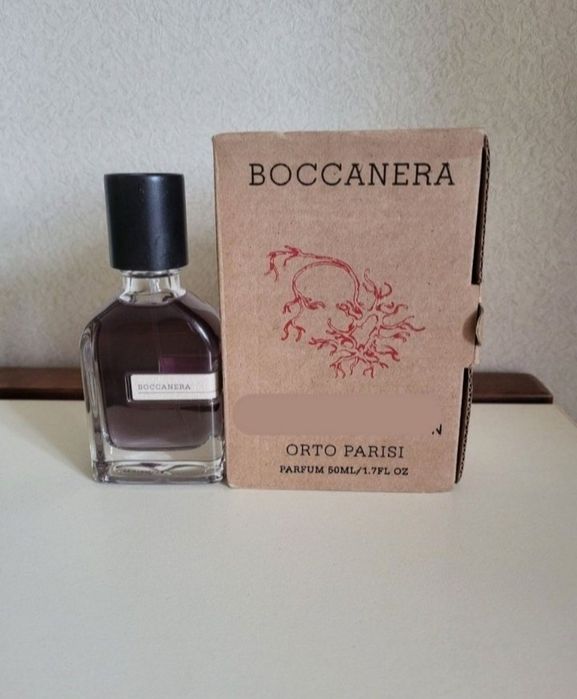 BOCCANERA
BOCCANERA
ORTO PARISI
PARFUM 50ML/1.7FL OZ